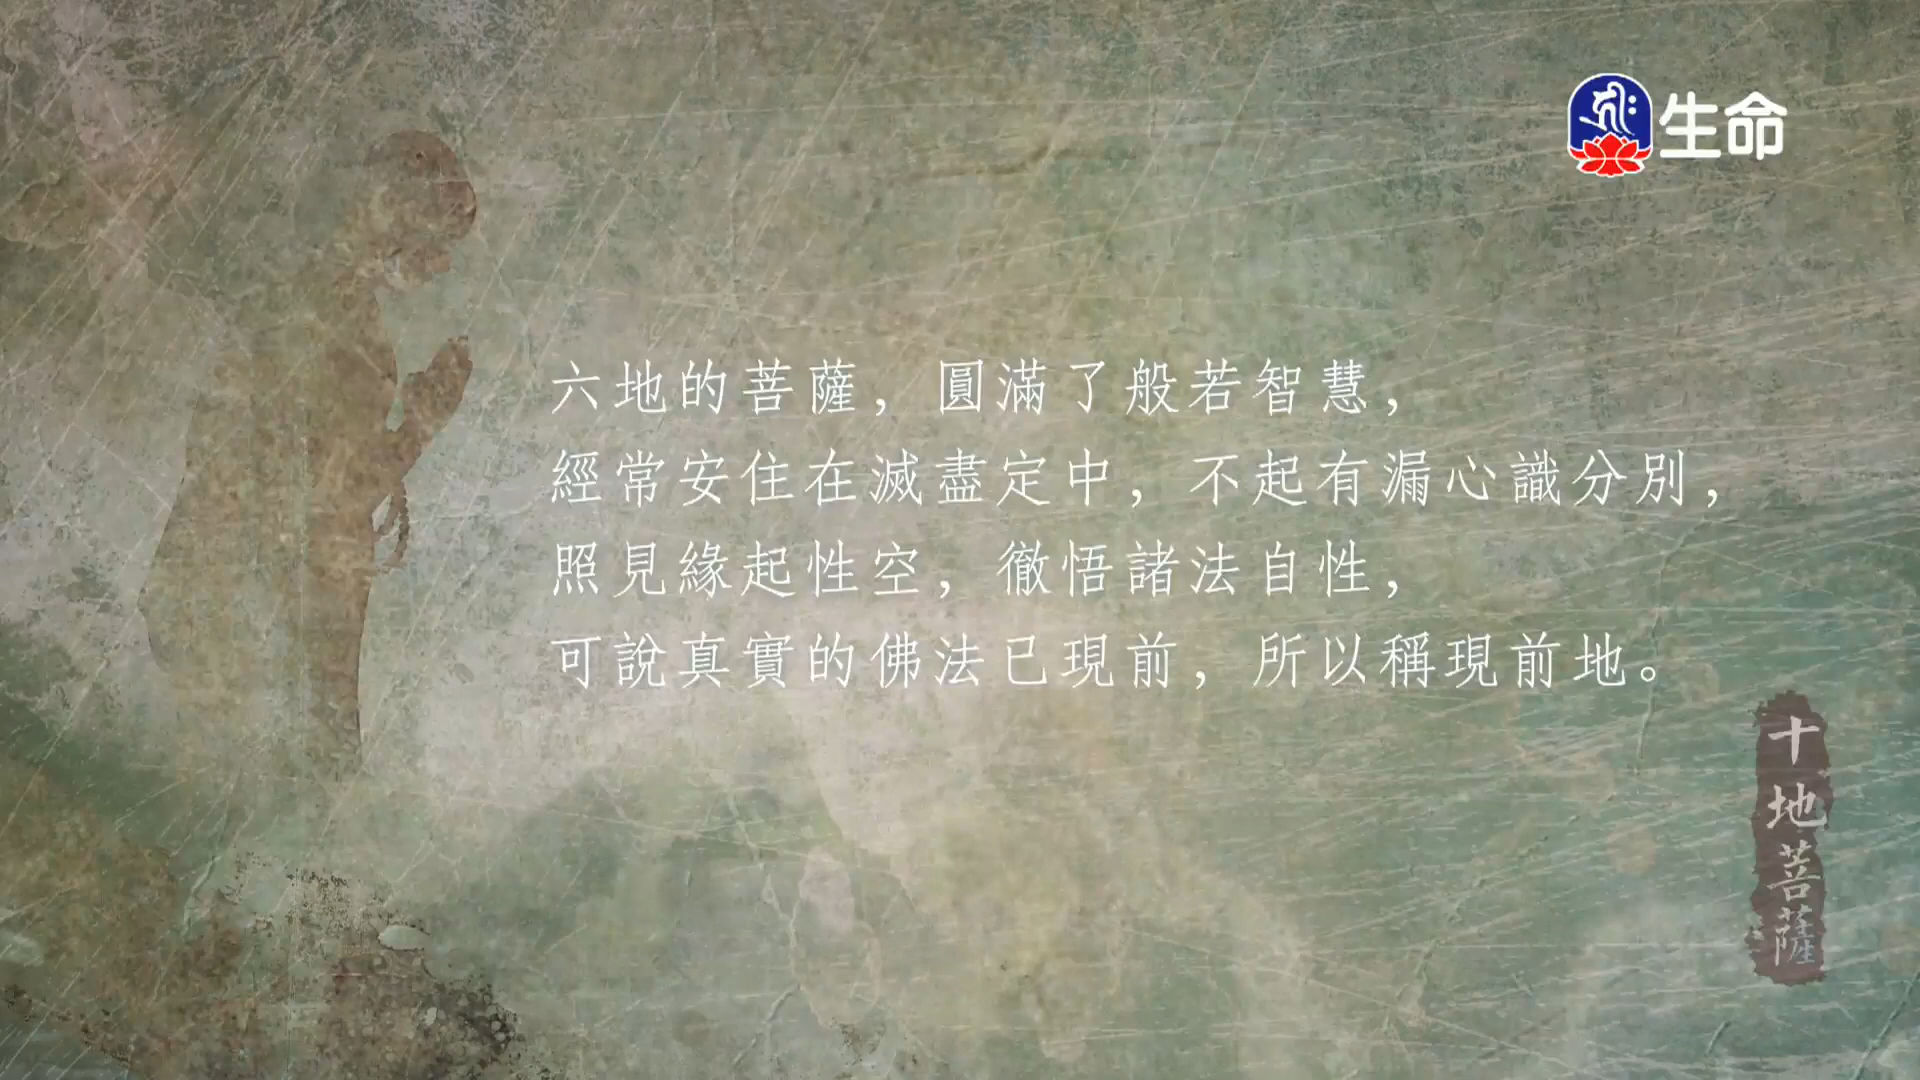 生命
六地的菩薩，圓滿了般若智慧，
經常安住在滅盡定中，不起有漏心識分別，
照見緣起性空，徹悟諸法自性，
可說真實的佛法已現前，所以稱現前地。
十地菩薩